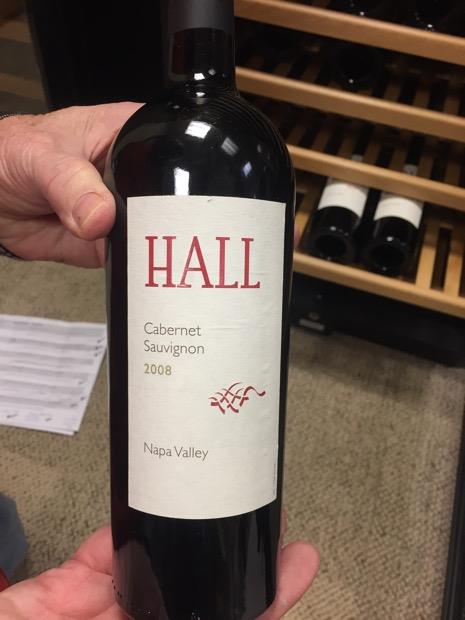 HALL
Cabernet
Sauvignon
2008
Napa Valley